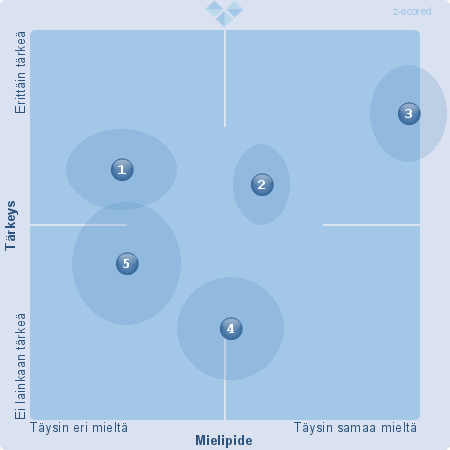 z-scored
Erittäin tärkeä
3
1
2
Tärkeys
5
4
Ei lainkaan tärkeä
Täysin eri mieltä
Täysin samaa mieltä
Mielipide